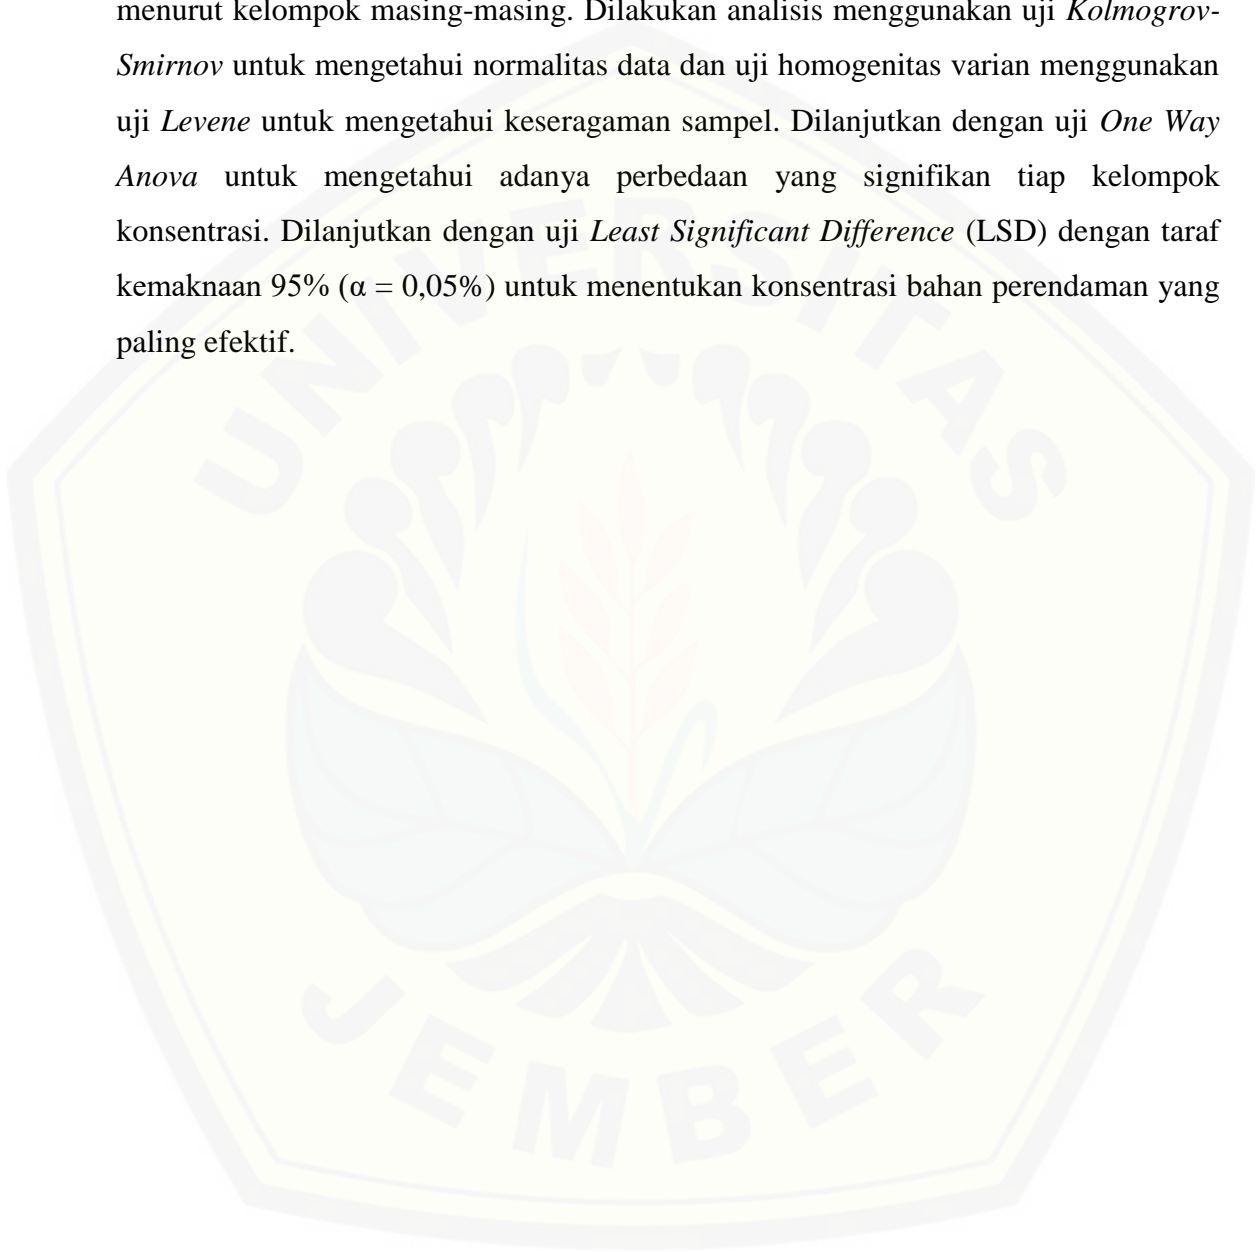 menurut kelompok masing-masing. Dilakukan analisis menggunakan uji Kolmogrov-
Smirnov untuk mengetahui normalitas data dan uji homogenitas varian menggunakan
uji Levene untuk mengetahui keseragaman sampel. Dilanjutkan dengan uji One Way
Anova untuk mengetahui adanya perbedaan yang signifikan tiap kelompok
konsentrasi. Dilanjutkan dengan uji Least Significant Difference (LSD) dengan taraf
kemaknaan 95% (α = 0,05%) untuk menentukan konsentrasi bahan perendaman yang
paling efektif.
UNIVERSITAS
JEMBER